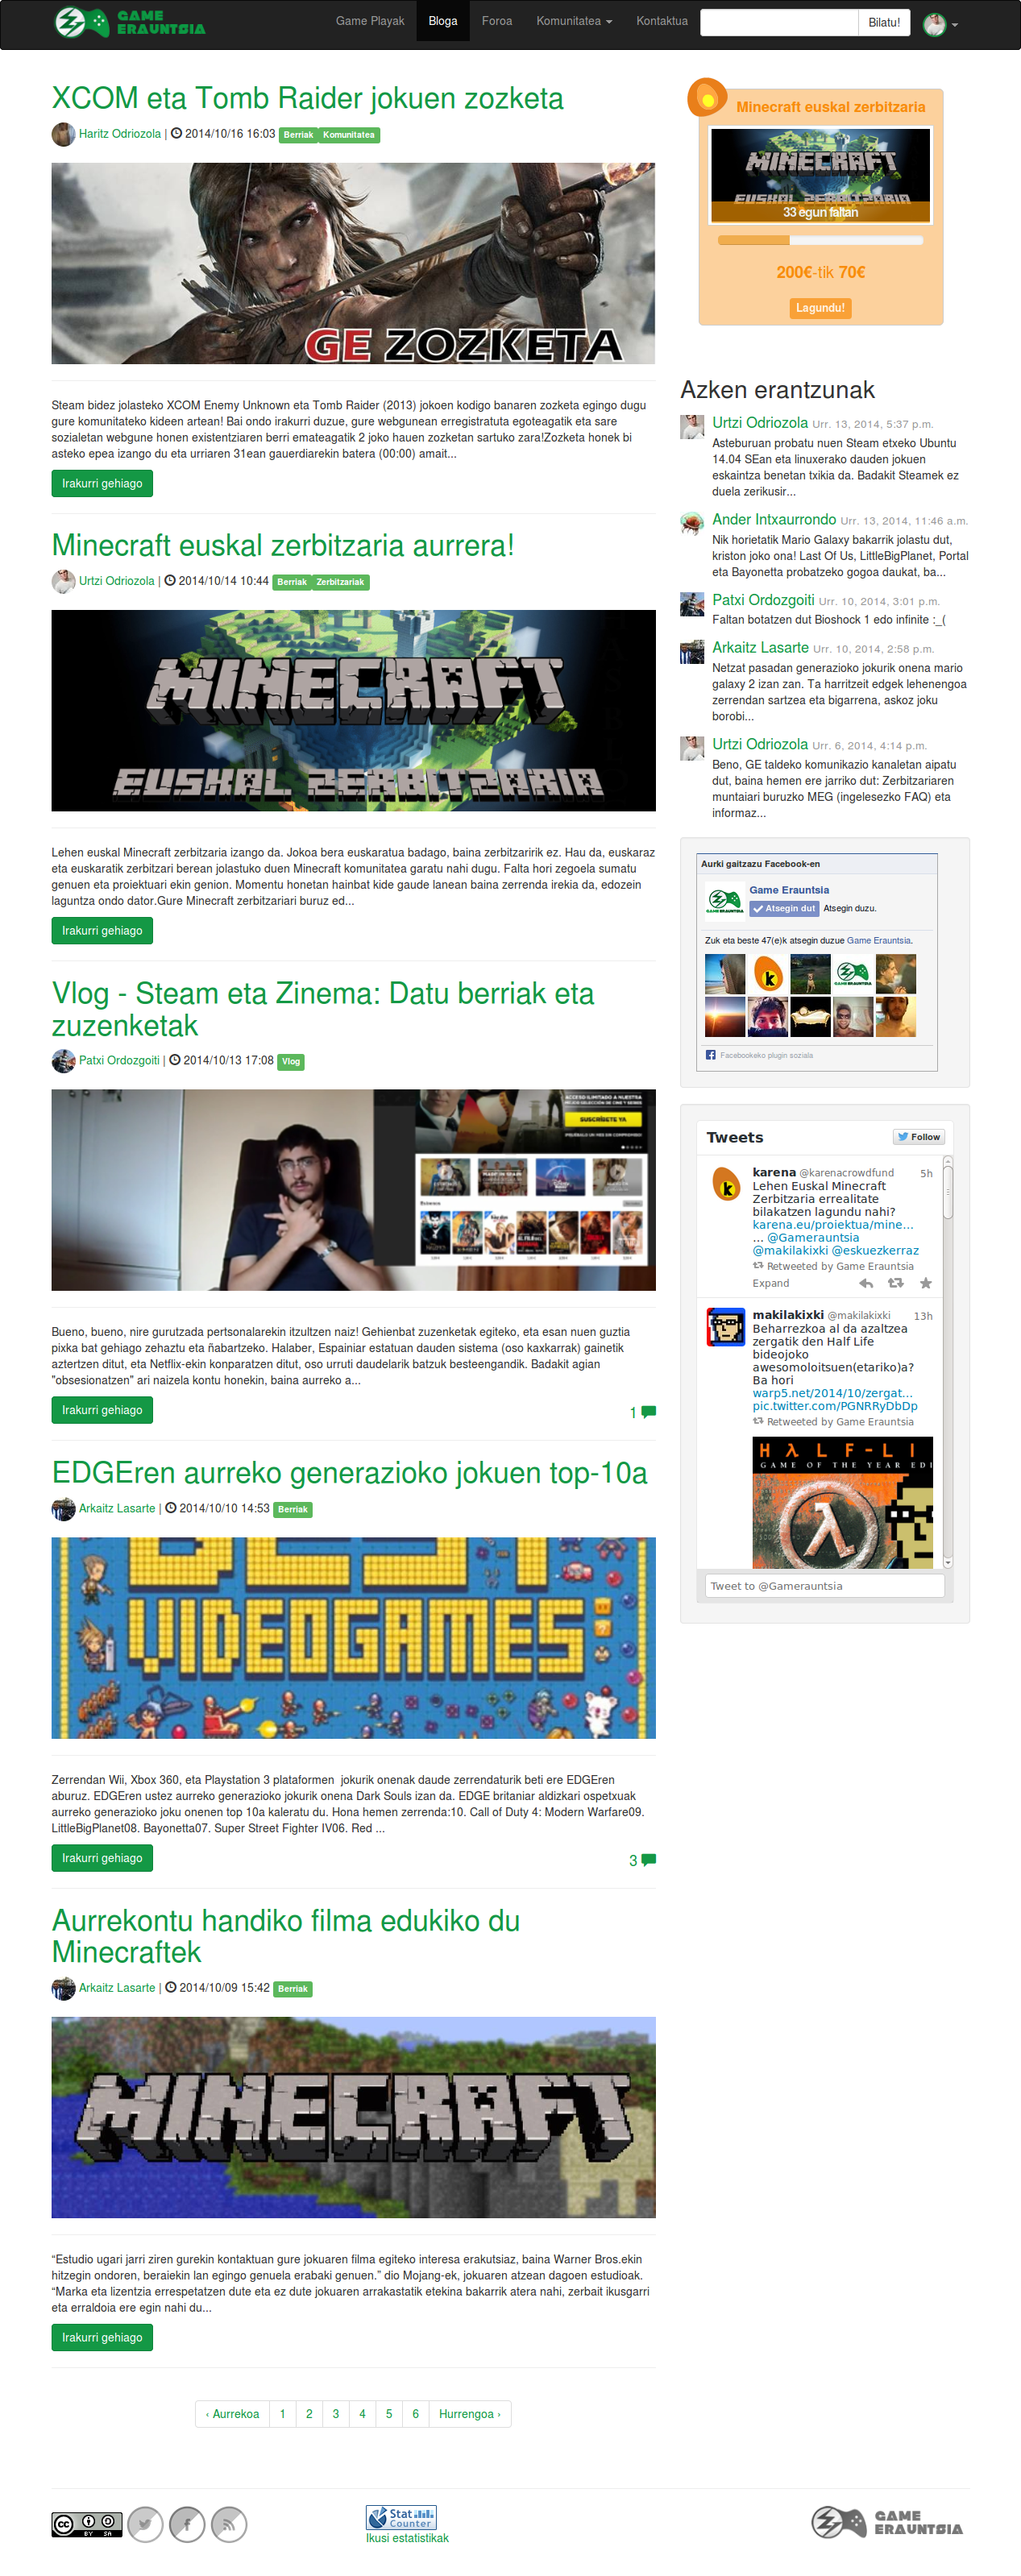 GAME
ERAUNTSIA
Game Playak
Bloga
Foroa
Komunitatea
Kontaktua
Bilatu!
XCOM eta Tomb Raider jokuen zozketa
Haritz Odriozola | 2014/10/16 16:03 Berriak Komunitatea
GE ZOZKETA
Steam bidez jolasteko XCOM Enemy Unknown eta Tomb Raider (2013) jokoen kodigo banaren zozketa egingo dugu
gure komunitateko kideen artean! Bai ondo irakurri duzue, gure webgunean erregistratuta egoteagatik eta sare
sozialetan webgune honen existentziaren berri emateagatik 2 joko hauen zozketan sartuko zara!Zozketa honek bi
asteko epea izango du eta urriaren 31ean gauerdiarekin batera (00:00) amait...
Irakurri gehiago
Minecraft euskal zerbitzaria aurrera!
Urtzi Odriozola | 2014/10/14 10:44 Berriak Zerbitzariak
MINECRAFT
EUSKAL ZERBITZARIA
Lehen euskal Minecraft zerbitzaria izango da. Jokoa bera euskaratua badago, baina zerbitzaririk ez. Hau da, euskaraz
eta euskaratik zerbitzari berean jolastuko duen Minecraft komunitatea garatu nahi dugu. Falta hori zegoela sumatu
genuen eta proiektuari ekin genion. Momentu honetan hainbat kide gaude lanean baina zerrenda irekia da, edozein
laguntza ondo dator.Gure Minecraft zerbitzariari buruz ed...
Irakurri gehiago
Vlog - Steam eta Zinema: Datu berriak eta
zuzenketak
Patxi Ordozgoiti | 2014/10/13 17:08 Vlog
SUSCRÍBETE YA
Bueno, bueno, nire gurutzada pertsonalarekin itzultzen naiz! Gehienbat zuzenketak egiteko, eta esan nuen guztia
pixka bat gehiago zehaztu eta ñabartzeko. Halaber, Espainiar estatuan dauden sistema (oso kaxkarrak) gainetik
aztertzen ditut, eta Netflix-ekin konparatzen ditut, oso urruti daudelarik batzuk besteengandik. Badakit agian
"obsesionatzen" ari naizela kontu honekin, baina aurreko a...
Irakurri gehiago
1
EDGEren aurreko generazioko jokuen top-10a
Arkaitz Lasarte | 2014/10/10 14:53 Berriak
VIDEOGAMES
Zerrendan Wii, Xbox 360, eta Playstation 3 plataformen jokurik onenak daude zerrendaturik beti ere EDGEren
aburuz. EDGEren ustez aurreko generazioko jokurik onena Dark Souls izan da. EDGE britaniar aldizkari ospetxuak
aurreko generazioko joku onenen top 10a kaleratu du. Hona hemen zerrenda:10. Call of Duty 4: Modern Warfare09.
LittleBigPlanet08. Bayonetta07. Super Street Fighter IV06. Red ...
Irakurri gehiago
3
Aurrekontu handiko filma edukiko du
Minecraftek
Arkaitz Lasarte | 2014/10/09 15:42 Berriak
MINECRAFT
“Estudio ugari jarri ziren gurekin kontaktuan gure jokuaren filma egiteko interesa erakutsiaz, baina Warner Bros.ekin
hitzegin ondoren, beraiekin lan egingo genuela erabaki genuen.” dio Mojang-ek, jokuaren atzean dagoen estudioak.
“Marka eta lizentzia errespetatzen dute eta ez dute jokuaren arrakastatik etekina bakarrik atera nahi, zerbait ikusgarri
eta erraldoia ere egin nahi du...
Irakurri gehiago
‹ Aurrekoa 1 2 3 4 5 6 Hurrengoa ›
Minecraft euskal zerbitzaria
MINECRAFT
EUSKAL ZERBITZARIA
33 egun faltan
200€-tik 70€
Lagundu!
Azken erantzunak
Urtzi Odriozola Urr. 13, 2014, 5:37 p.m.
Asteburuan probatu nuen Steam etxeko Ubuntu
14.04 SEan eta linuxerako dauden jokuen
eskaintza benetan txikia da. Badakit Steamek ez
duela zerikusir...
Ander Intxaurrondo Urr. 13, 2014, 11:46 a.m.
Nik horietatik Mario Galaxy bakarrik jolastu dut,
kriston joko ona! Last Of Us, LittleBigPlanet, Portal
eta Bayonetta probatzeko gogoa daukat, ba...
Patxi Ordozgoiti Urr. 10, 2014, 3:01 p.m.
Faltan botatzen dut Bioshock 1 edo infinite :_(
Arkaitz Lasarte Urr. 10, 2014, 2:58 p.m.
Netzat pasadan generazioko jokurik onena mario
galaxy 2 izan zan. Ta harritzeit edgek lehenengoa
zerrendan sartzea eta bigarrena, askoz joku
borobi...
Urtzi Odriozola Urr. 6, 2014, 4:14 p.m.
Beno, GE taldeko komunikazio kanaletan aipatu
dut, baina hemen ere jarriko dut: Zerbitzariaren
muntaiari buruzko MEG (ingelesezko FAQ) eta
informaz...
Aurki gaitzazu Facebook-en
GAME ERAUNTSIA
Game Erauntsia
Atsegin dut Atsegin duzu.
Zuk eta beste 47(e)k atsegin duzue Game Erauntsia.
k
GAME ERAUNTSIA
Facebookeko plugin soziala
Tweets
Follow
k
karena @karenacrowdfund 5h
Lehen Euskal Minecraft
Zerbitzaria errealitate
bilakatzen lagundu nahi?
karena.eu/proiektua/mine…
… @Gamerauntsia
@makilakixki @eskuezkerraz
Retweeted by Game Erauntsia
Expand
makilakixki @makilakixki 13h
Beharrezkoa al da azaltzea
zergatik den Half Life
bideojoko
awesomoloitsuen(etariko)a?
Ba hori
warp5.net/2014/10/zergat…
pic.twitter.com/PGNRRyDbDp
Retweeted by Game Erauntsia
HλLF-LI
GAME OF THE YEAR EDI
λ
Tweet to @Gamerauntsia
cc BY SA
Stat
Counter
Ikusi estatistikak
GAME
ERAUNTSIA